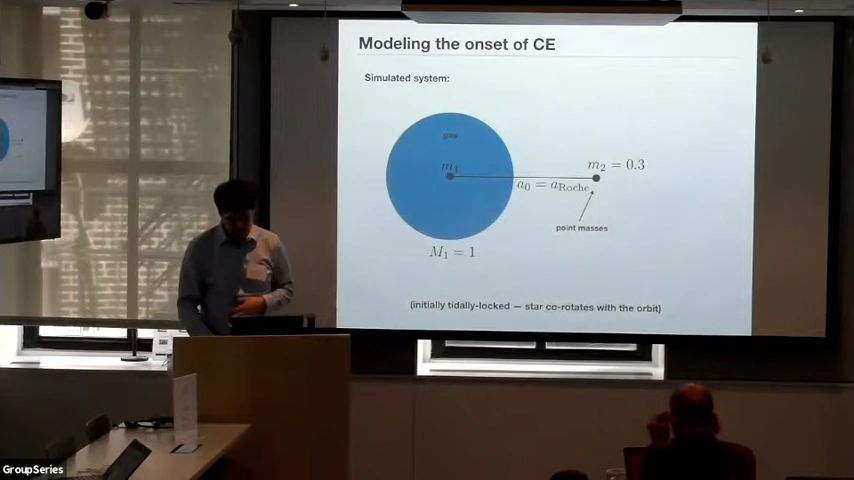 Modeling the onset of CE
Simulated system:
gas
m₁
m₂ = 0.3
a₀ = a_Roche
point masses
M₁ = 1
(initially tidally-locked — star co-rotates with the orbit)
GroupSeries